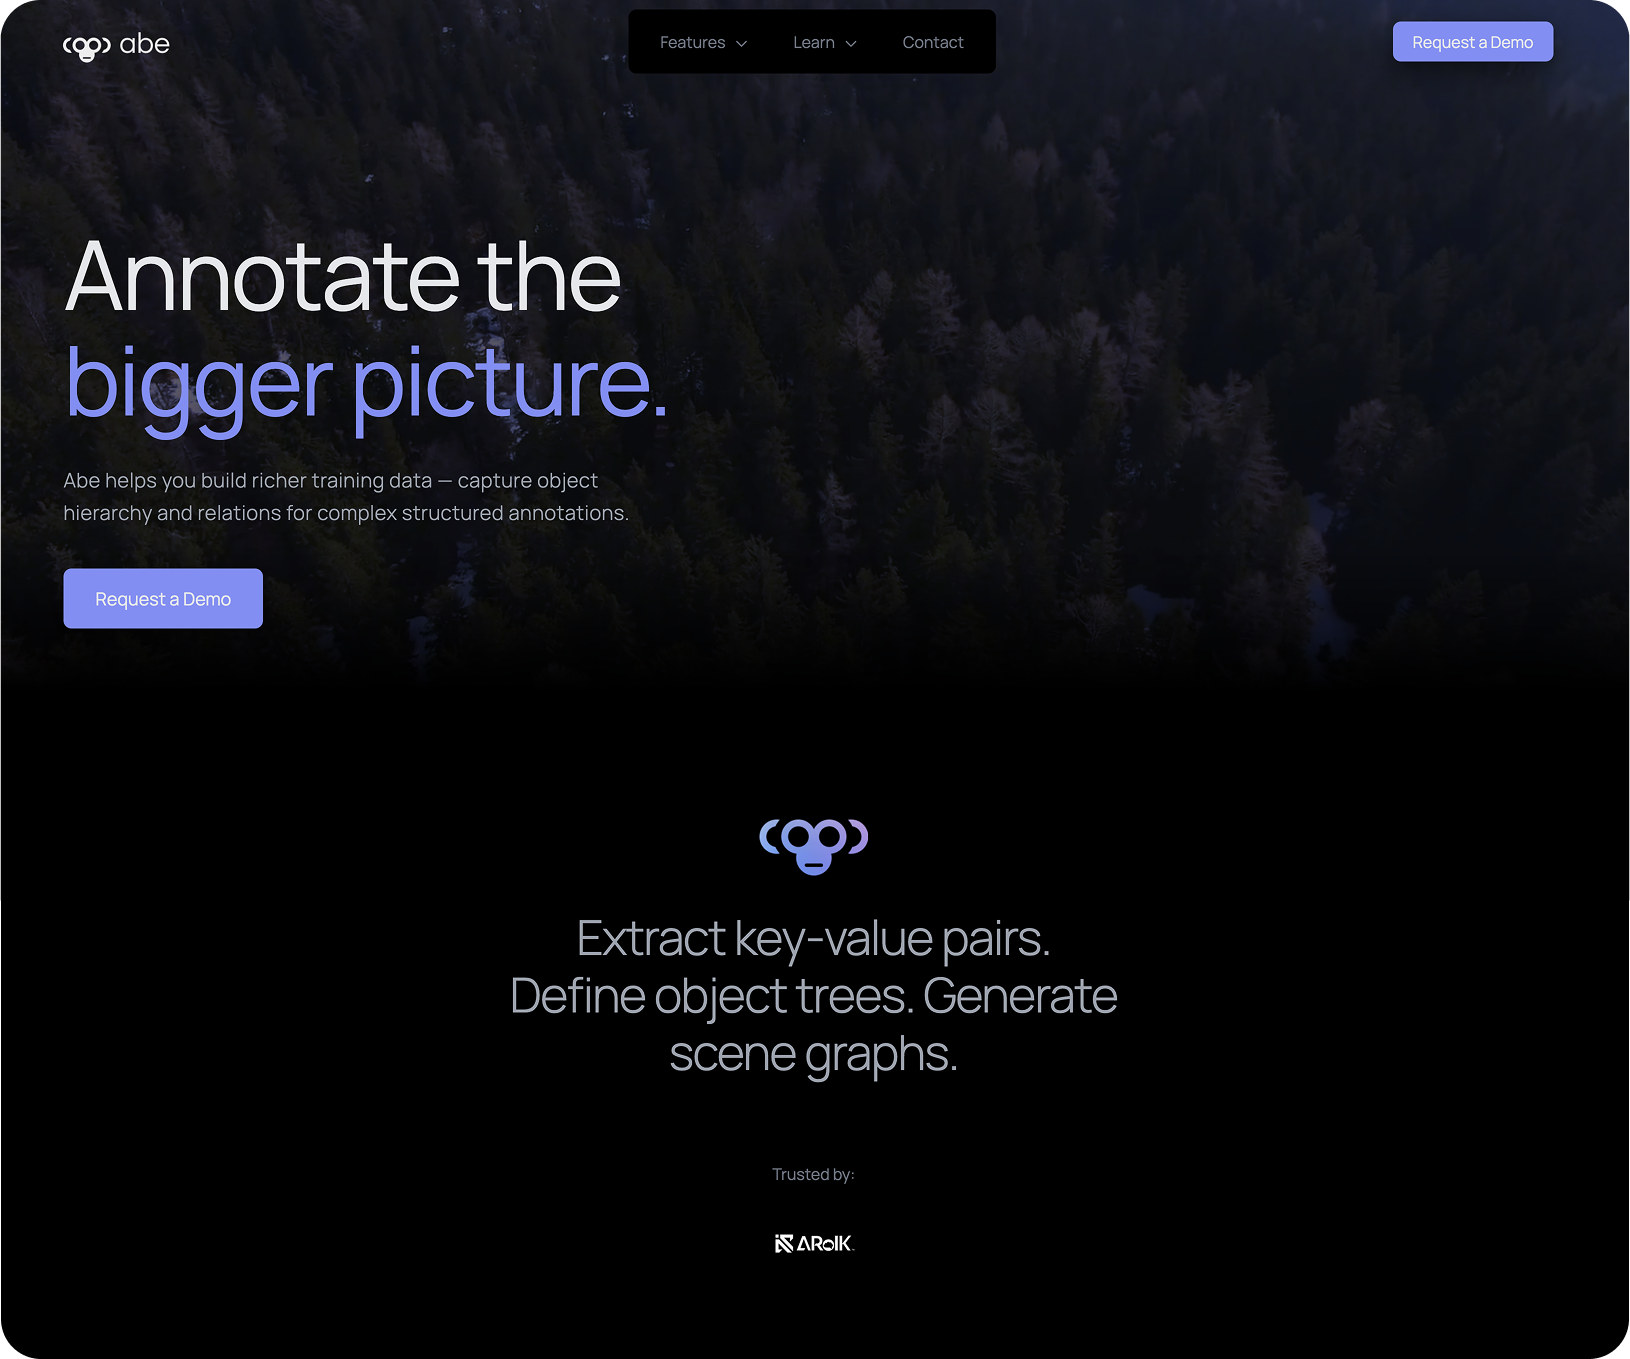 abe
Features
Learn
Contact
Request a Demo
Annotate the
bigger picture.
Abe helps you build richer training data — capture object
hierarchy and relations for complex structured annotations.
Request a Demo
Extract key-value pairs.
Define object trees. Generate
scene graphs.
Trusted by: